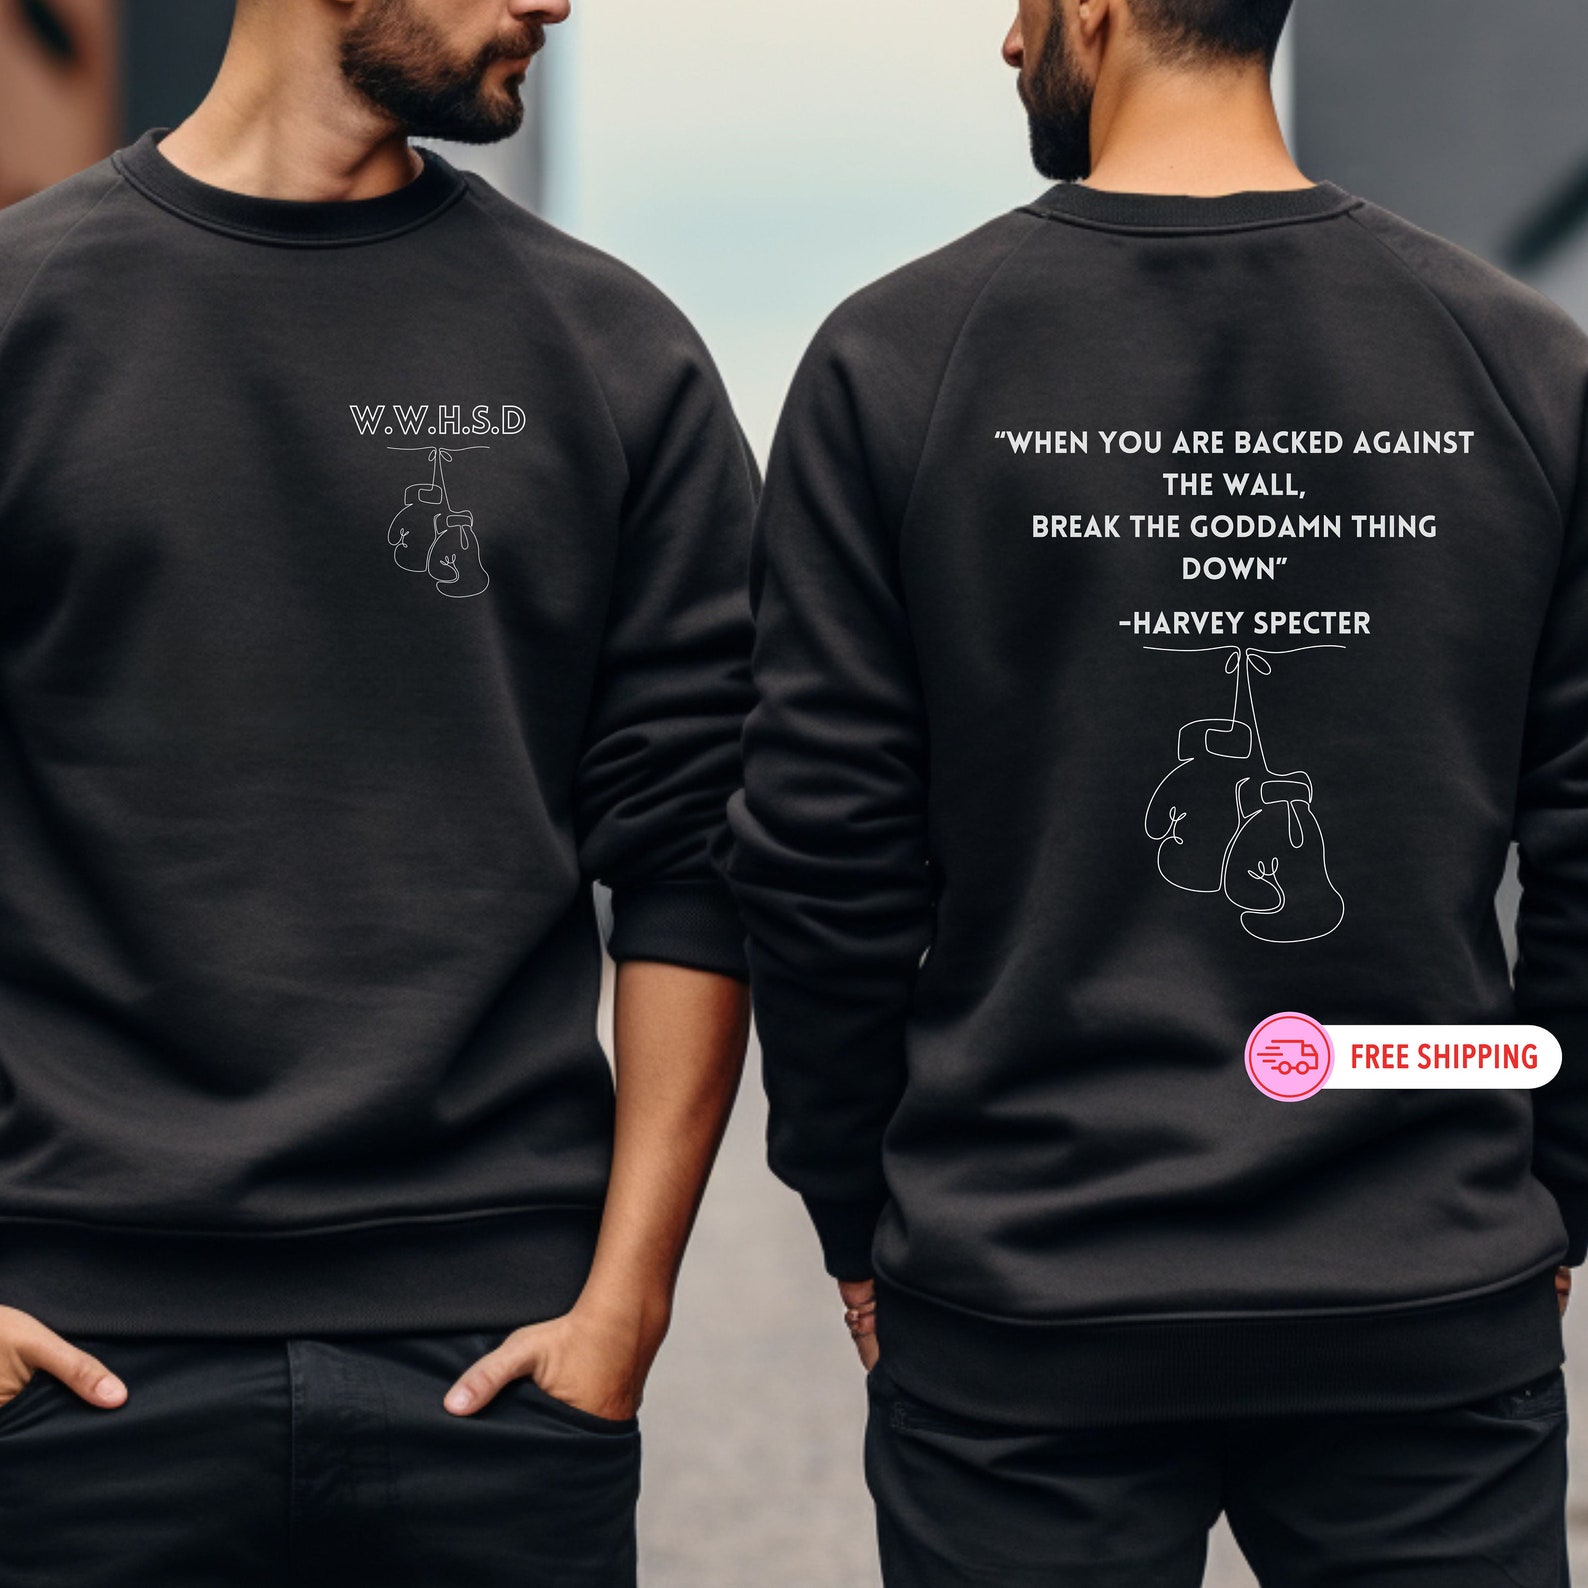 W.W.H.S.D
“WHEN YOU ARE BACKED AGAINST
THE WALL,
BREAK THE GODDAMN THING
DOWN”
-HARVEY SPECTER
FREE SHIPPING